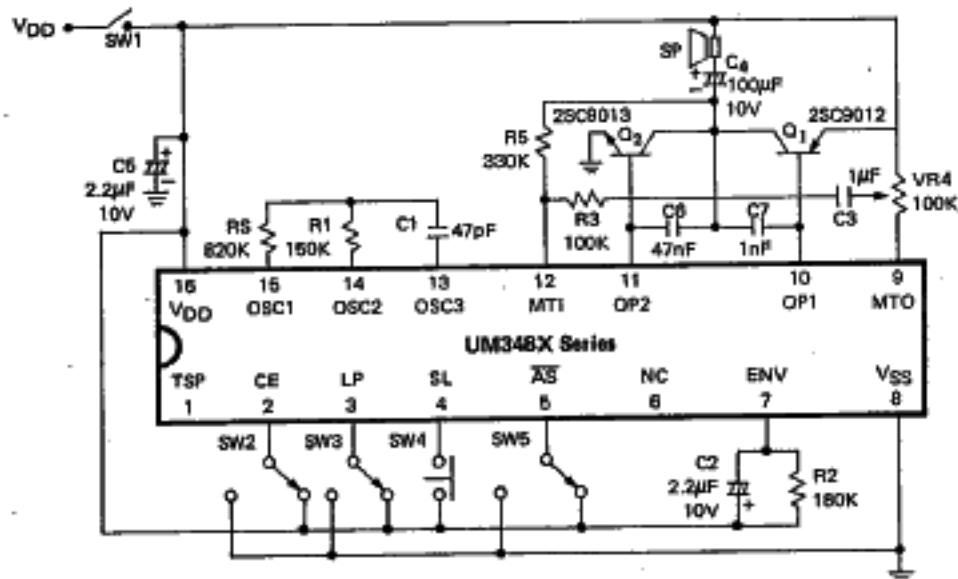 VDD
SW1
SP
C4
100µF
10V
2SC8013
Q2
Q1
2SC9012
R5
330K
C5
2.2µF
10V
RS
820K
R1
150K
C1
47pF
R3
100K
C6
47nF
C7
1nF
1µF
C3
VR4
100K
16 15 14 13 12 11 10 9
VDD OSC1 OSC2 OSC3 MTI OP2 OP1 MTO
UM348X Series
TSP CE LP SL AS NC ENV VSS
1 2 3 4 5 6 7 8
SW2 SW3 SW4 SW5
C2
2.2µF
10V
R2
180K